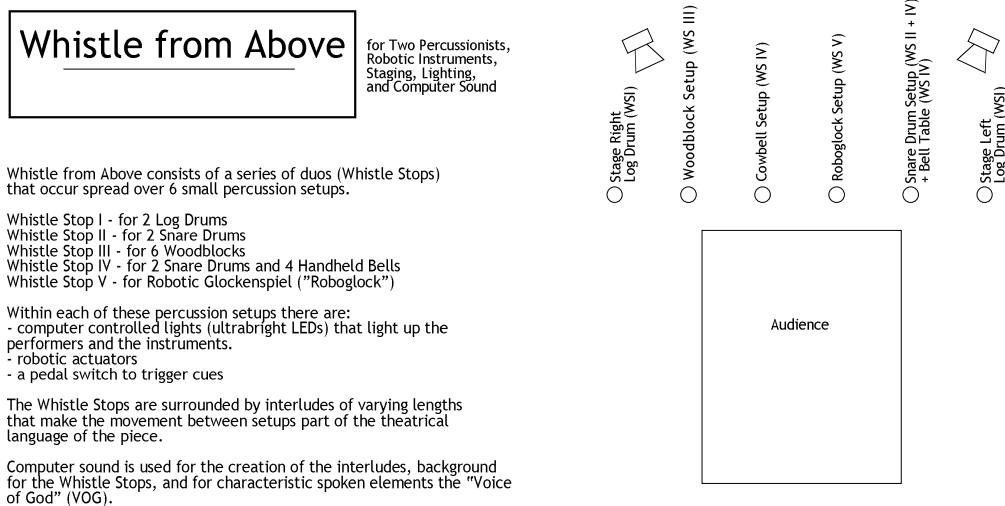 Whistle from Above
for Two Percussionists,
Robotic Instruments,
Staging, Lighting,
and Computer Sound
Whistle from Above consists of a series of duos (Whistle Stops)
that occur spread over 6 small percussion setups.
Whistle Stop I - for 2 Log Drums
Whistle Stop II - for 2 Snare Drums
Whistle Stop III - for 6 Woodblocks
Whistle Stop IV - for 2 Snare Drums and 4 Handheld Bells
Whistle Stop V - for Robotic Glockenspiel (”Roboglock”)
Within each of these percussion setups there are:
- computer controlled lights (ultrabright LEDs) that light up the
performers and the instruments.
- robotic actuators
- a pedal switch to trigger cues
The Whistle Stops are surrounded by interludes of varying lengths
that make the movement between setups part of the theatrical
language of the piece.
Computer sound is used for the creation of the interludes, background
for the Whistle Stops, and for characteristic spoken elements the “Voice
of God” (VOG).
Stage Right
Log Drum (WSI)
Woodblock Setup (WS III)
Cowbell Setup (WS IV)
Roboglock Setup (WS V)
Snare Drum Setup (WS II + IV)
+ Bell Table (WS IV)
Stage Left
Log Drum (WSI)
Audience